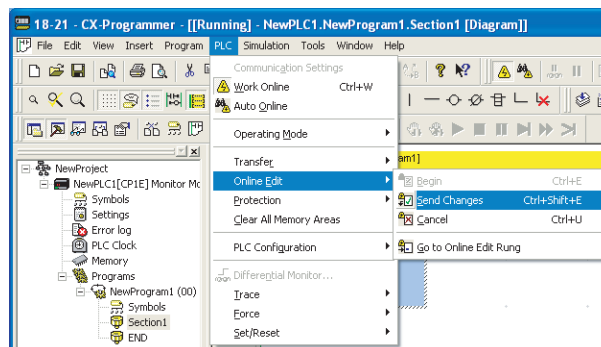 18-21 - CX-Programmer - [[Running] - NewPLC1.NewProgram1.Section1 [Diagram]]
File Edit View Insert Program PLC Simulation Tools Window Help
Communication Settings
Work Online Ctrl+W
Auto Online
Operating Mode
Transfer
Online Edit
Protection
Clear All Memory Areas
PLC Configuration
Differential Monitor...
Trace
Force
Set/Reset
am1]
Begin Ctrl+E
Send Changes Ctrl+Shift+E
Cancel Ctrl+U
Go to Online Edit Rung
NewProject
NewPLC1[CP1E] Monitor Mo
Symbols
Settings
Error log
PLC Clock
Memory
Programs
NewProgram1 (00)
Symbols
Section1
END